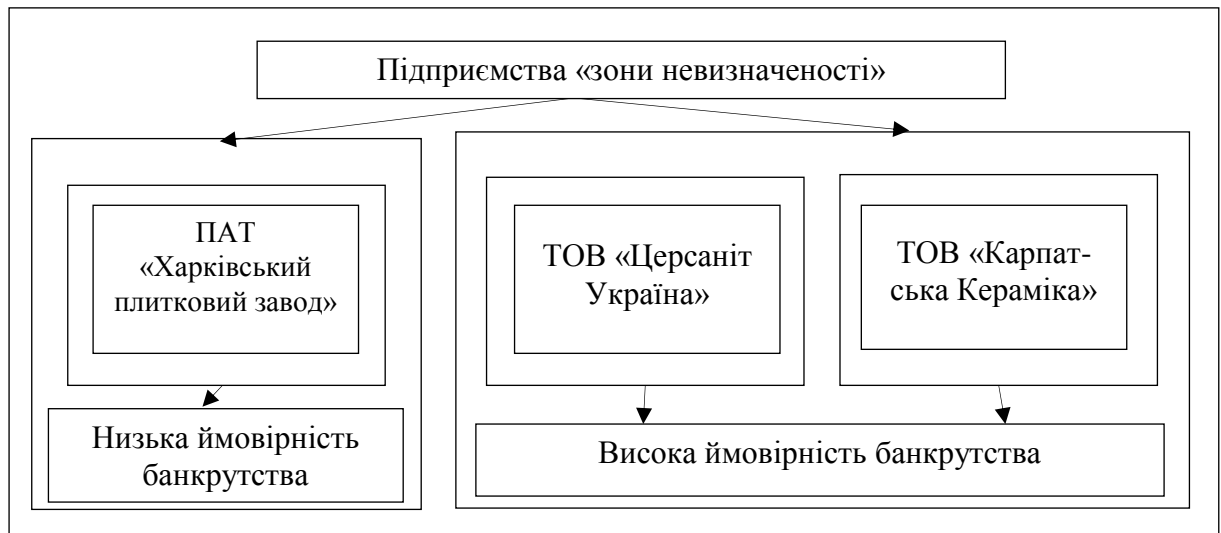 Підприємства «зони невизначеності»
ПАТ
«Харківський
плитковий завод»
ТОВ «Церсаніт
Україна»
ТОВ «Карпат-
ська Кераміка»
Низька ймовірність
банкрутства
Висока ймовірність банкрутства